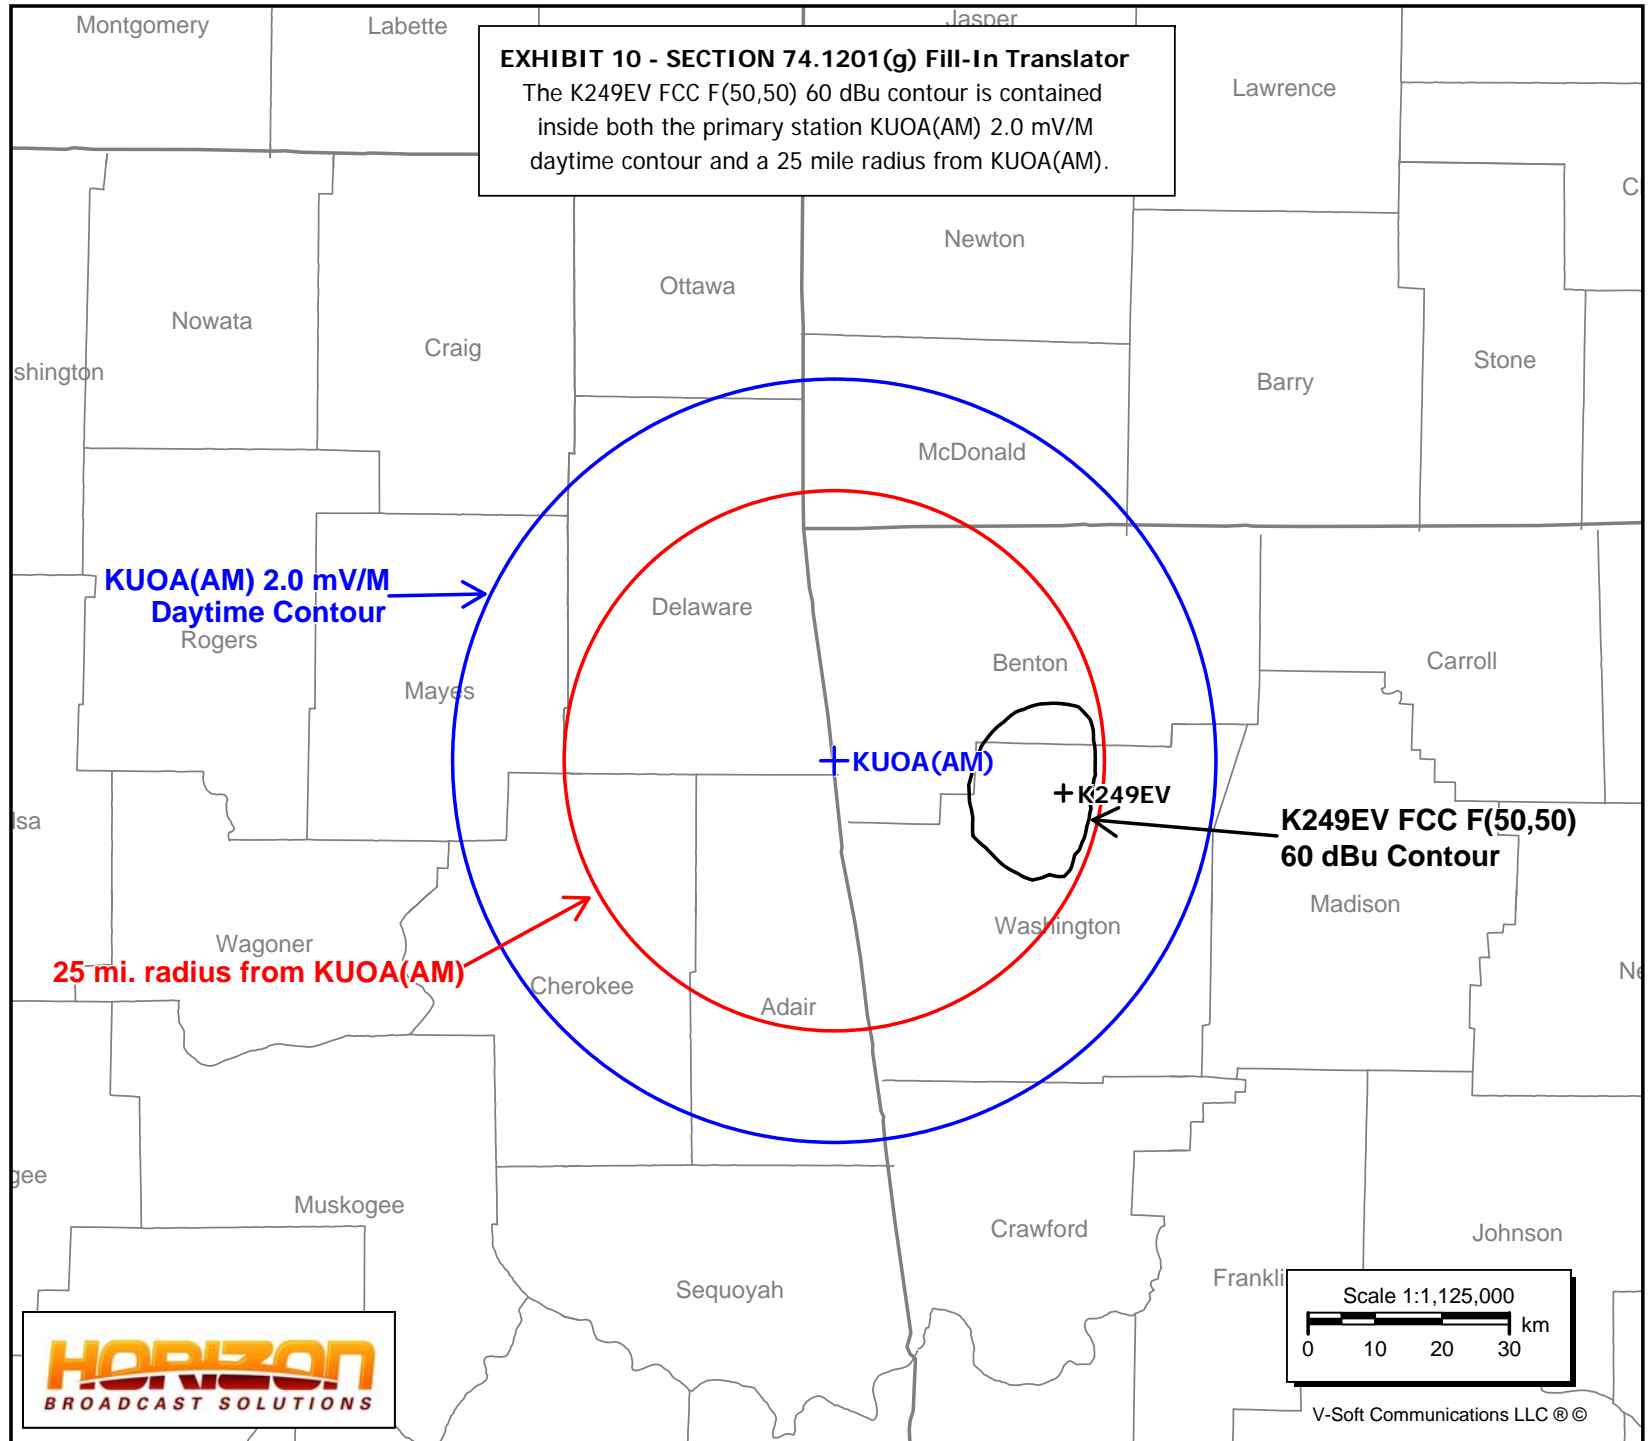 Montgomery
Labette
Jasper
EXHIBIT 10 - SECTION 74.1201(g) Fill-In Translator
The K249EV FCC F(50,50) 60 dBu contour is contained
inside both the primary station KUOA(AM) 2.0 mV/M
daytime contour and a 25 mile radius from KUOA(AM).
Lawrence
C
Newton
Ottawa
Nowata
Craig
shington
Stone
Barry
McDonald
KUOA(AM) 2.0 mV/M
Daytime Contour
Rogers
Delaware
Benton
Carroll
Mayes
KUOA(AM)
K249EV
lsa
K249EV FCC F(50,50)
60 dBu Contour
Madison
Washington
Wagoner
25 mi. radius from KUOA(AM)
Cherokee
Adair
Ne
gee
Muskogee
Crawford
Johnson
Sequoyah
Frankli
Scale 1:1,125,000
km
0 10 20 30
HORIZON
BROADCAST SOLUTIONS
V-Soft Communications LLC ® ©